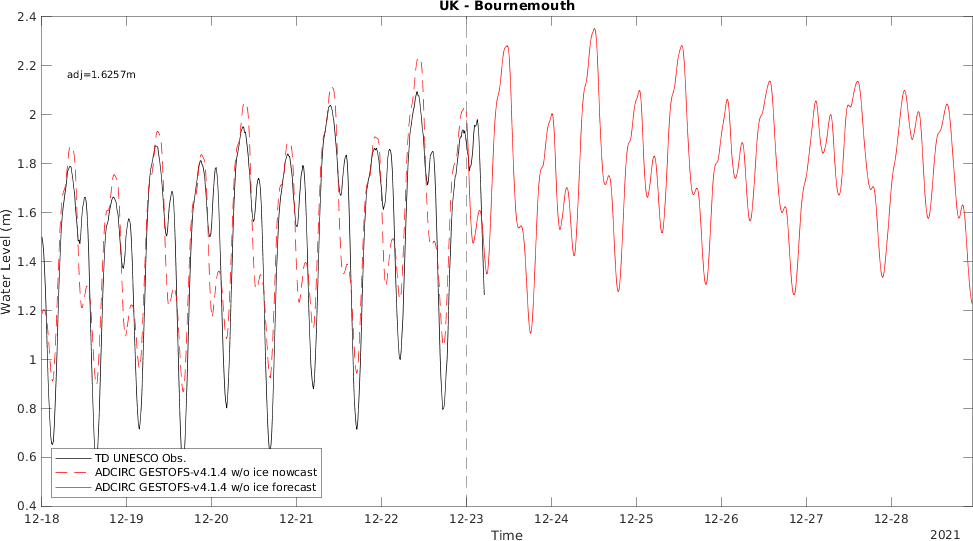 UK - Bournemouth
adj=1.6257m
Water Level (m)
2.4
2.2
2
1.8
1.6
1.4
1.2
1
0.8
0.6
0.4
TD UNESCO Obs.
ADCIRC GESTOFS-v4.1.4 w/o ice nowcast
ADCIRC GESTOFS-v4.1.4 w/o ice forecast
12-18 12-19 12-20 12-21 12-22 12-23 12-24 12-25 12-26 12-27 12-28
Time
2021